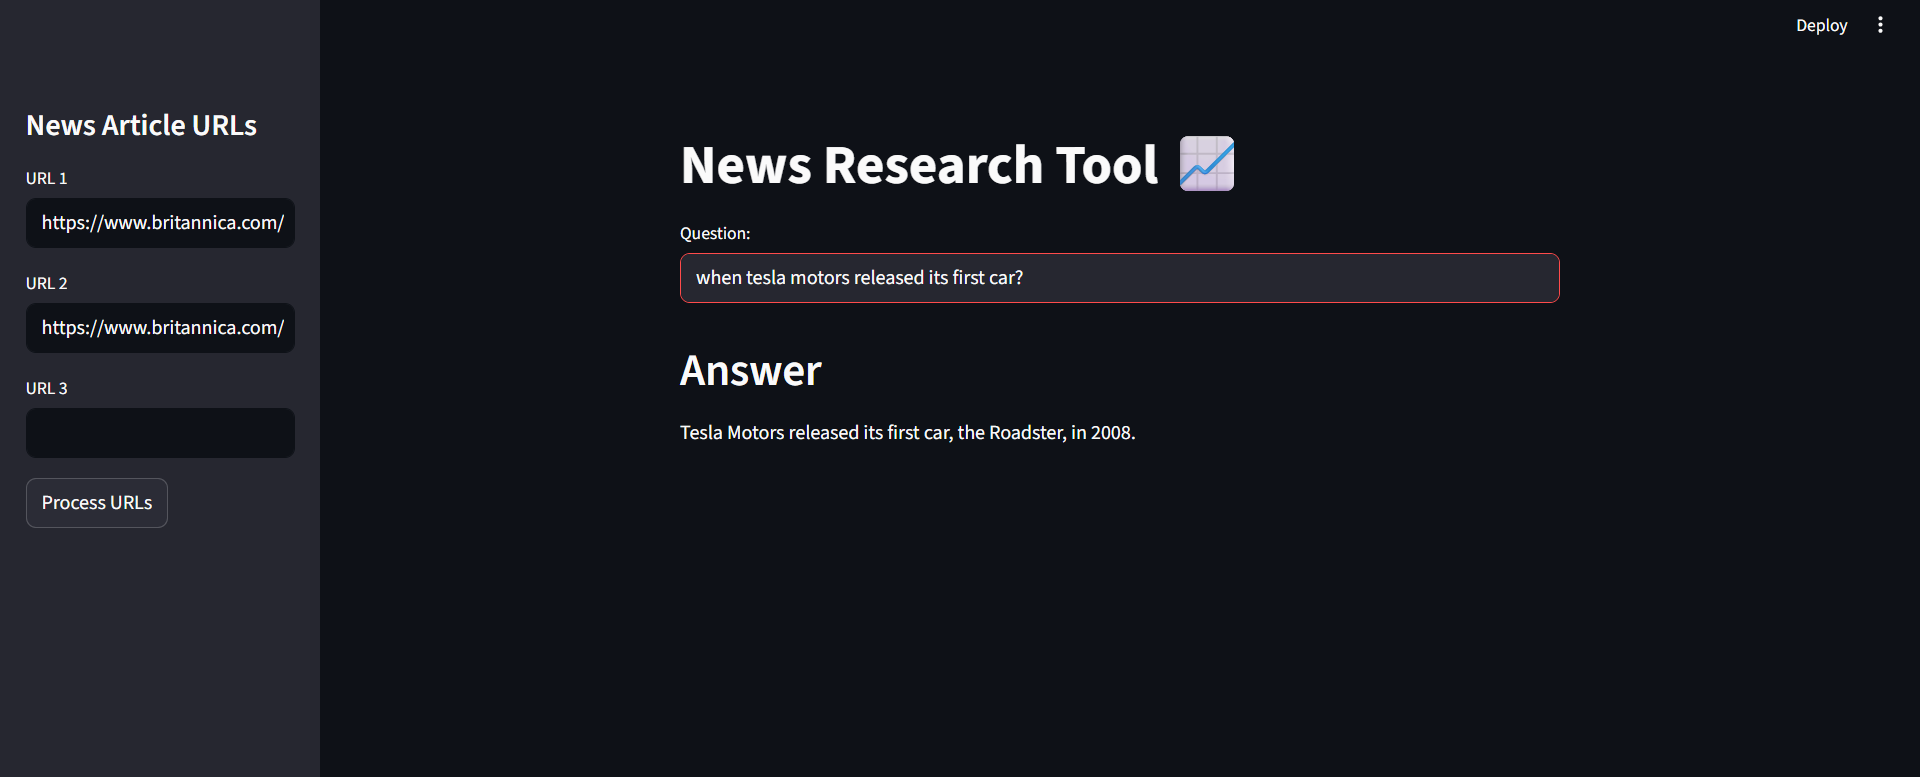 Deploy
News Article URLs
URL 1
https://www.britannica.com/
URL 2
https://www.britannica.com/
URL 3
Process URLs
News Research Tool
Question:
when tesla motors released its first car?
Answer
Tesla Motors released its first car, the Roadster, in 2008.